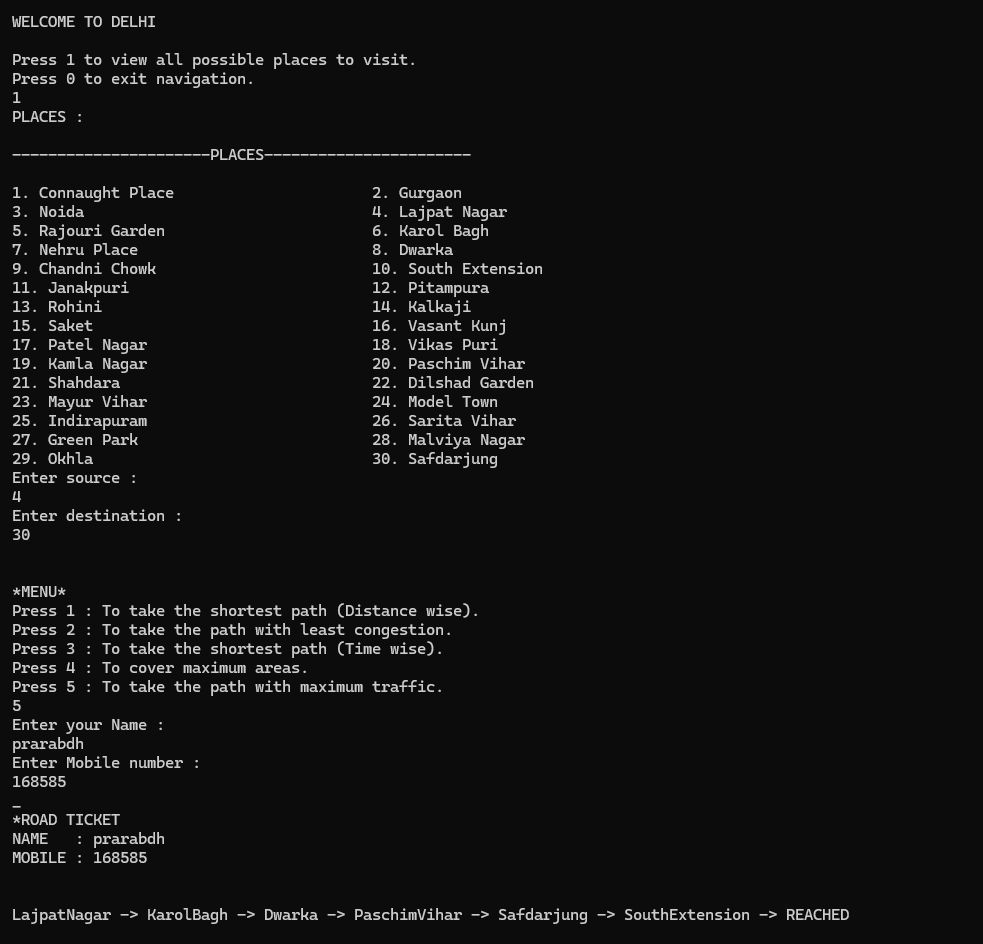 WELCOME TO DELHI
Press 1 to view all possible places to visit.
Press 0 to exit navigation.
1
PLACES :
----------------------PLACES-----------------------
1. Connaught Place 2. Gurgaon
3. Noida 4. Lajpat Nagar
5. Rajouri Garden 6. Karol Bagh
7. Nehru Place 8. Dwarka
9. Chandni Chowk 10. South Extension
11. Janakpuri 12. Pitampura
13. Rohini 14. Kalkaji
15. Saket 16. Vasant Kunj
17. Patel Nagar 18. Vikas Puri
19. Kamla Nagar 20. Paschim Vihar
21. Shahdara 22. Dilshad Garden
23. Mayur Vihar 24. Model Town
25. Indirapuram 26. Sarita Vihar
27. Green Park 28. Malviya Nagar
29. Okhla 30. Safdarjung
Enter source :
4
Enter destination :
30
*MENU*
Press 1 : To take the shortest path (Distance wise).
Press 2 : To take the path with least congestion.
Press 3 : To take the shortest path (Time wise).
Press 4 : To cover maximum areas.
Press 5 : To take the path with maximum traffic.
5
Enter your Name :
prarabdh
Enter Mobile number :
168585
_
*ROAD TICKET
NAME : prarabdh
MOBILE : 168585
LajpatNagar -> KarolBagh -> Dwarka -> PaschimVihar -> Safdarjung -> SouthExtension -> REACHED